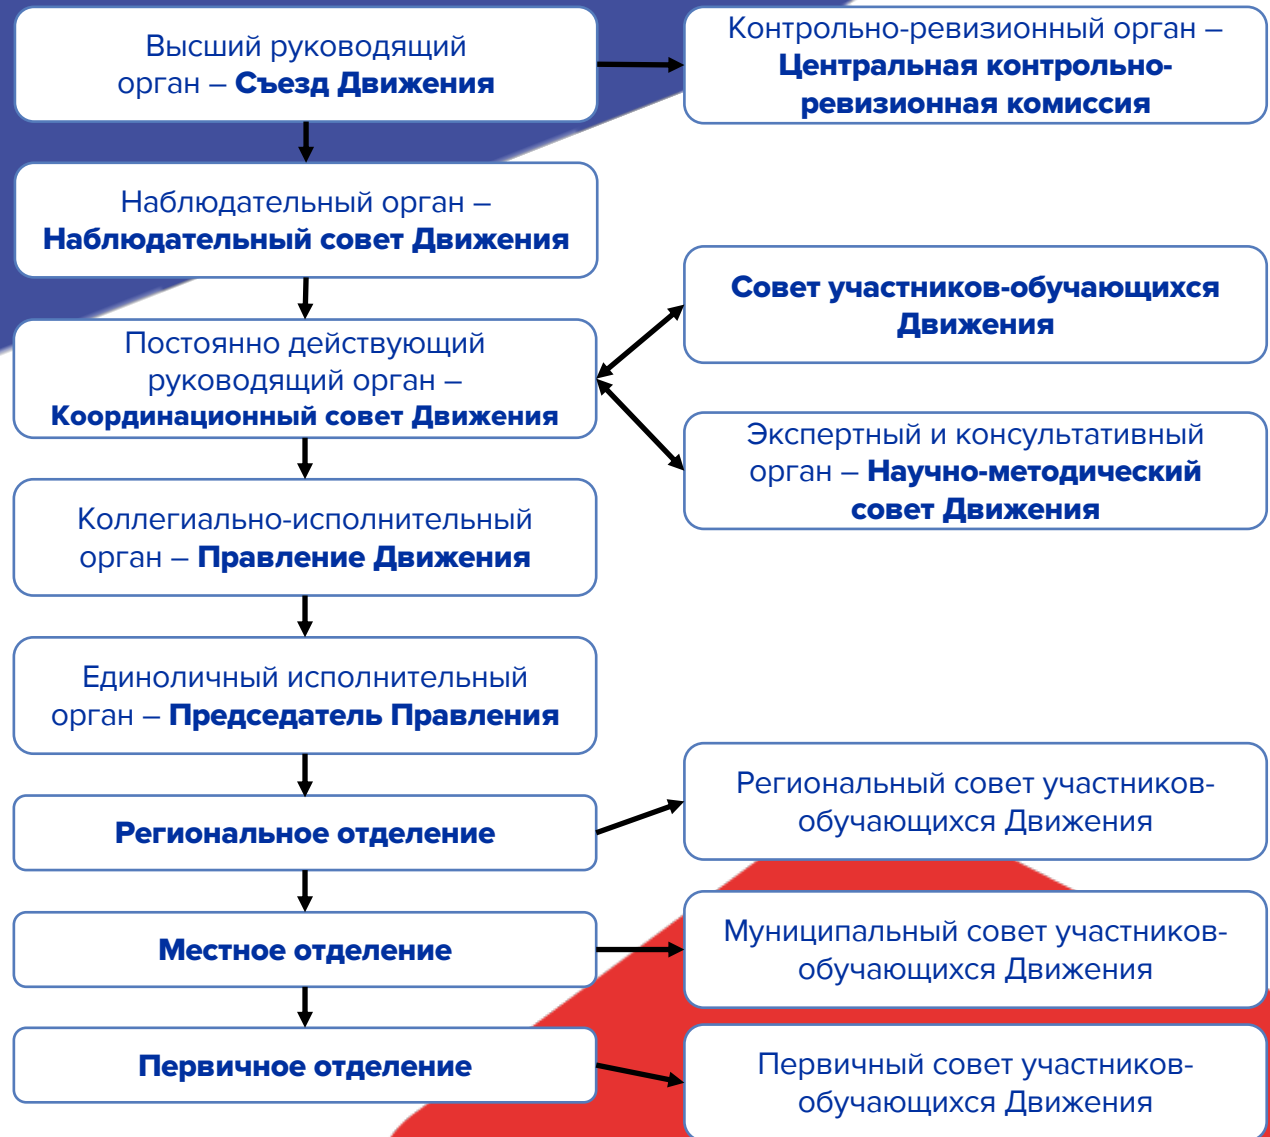 Высший руководящий
орган – Съезд Движения
Контрольно-ревизионный орган –
Центральная контрольно-
ревизионная комиссия
Наблюдательный орган –
Наблюдательный совет Движения
Совет участников-обучающихся
Движения
Постоянно действующий
руководящий орган –
Координационный совет Движения
Экспертный и консультативный
орган – Научно-методический
совет Движения
Коллегиально-исполнительный
орган – Правление Движения
Единоличный исполнительный
орган – Председатель Правления
Региональное отделение
Региональный совет участников-
обучающихся Движения
Местное отделение
Муниципальный совет участников-
обучающихся Движения
Первичное отделение
Первичный совет участников-
обучающихся Движения